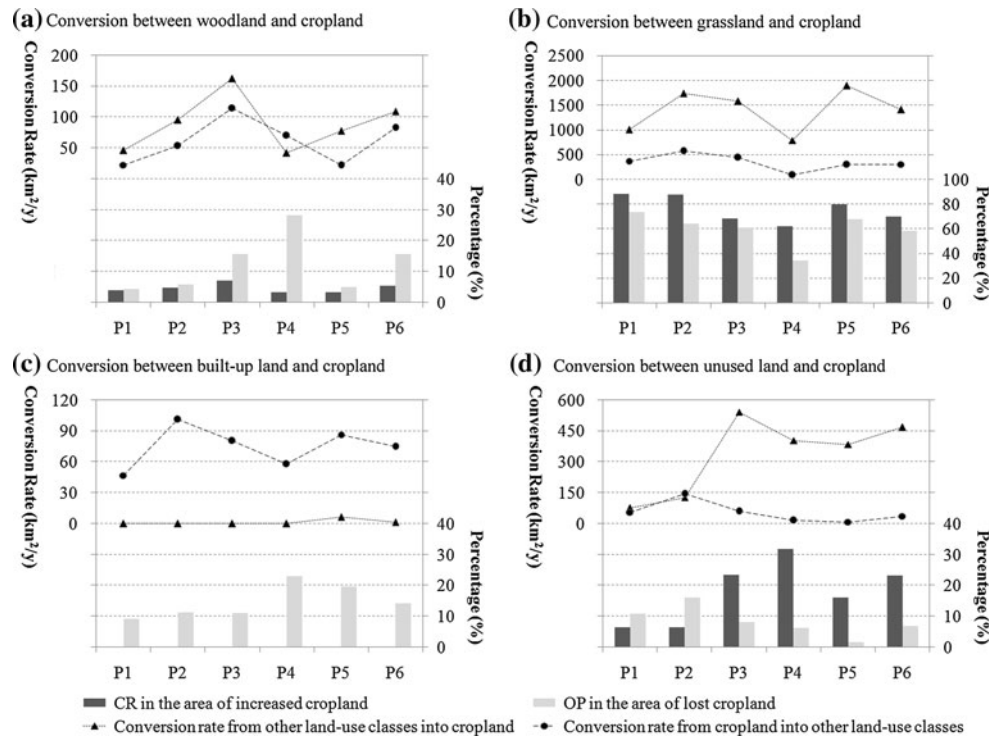 (a) Conversion between woodland and cropland
Conversion Rate (km²/y)
200
150
100
50
40
30
20
10
0
Percentage (%)
P1 P2 P3 P4 P5 P6
(b) Conversion between grassland and cropland
Conversion Rate (km²/y)
2500
2000
1500
1000
500
0
100
80
60
40
20
0
Percentage (%)
P1 P2 P3 P4 P5 P6
(c) Conversion between built-up land and cropland
Conversion Rate (km²/y)
120
90
60
30
0
40
30
20
10
0
Percentage (%)
P1 P2 P3 P4 P5 P6
(d) Conversion between unused land and cropland
Conversion Rate (km²/y)
600
450
300
150
0
40
30
20
10
0
Percentage (%)
P1 P2 P3 P4 P5 P6
CR in the area of increased cropland
OP in the area of lost cropland
Conversion rate from other land-use classes into cropland
Conversion rate from cropland into other land-use classes